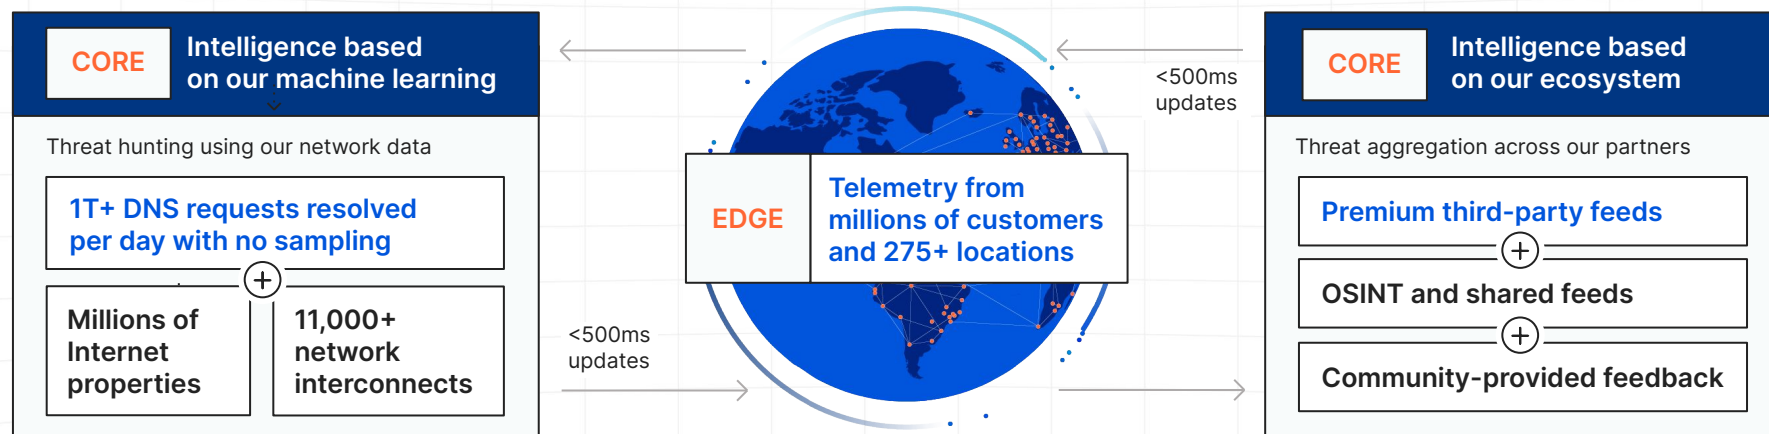 CORE
Intelligence based
on our machine learning
Threat hunting using our network data
1T+ DNS requests resolved
per day with no sampling
+
Millions of
Internet
properties
11,000+
network
interconnects
<500ms
updates
EDGE
Telemetry from
millions of customers
and 275+ locations
<500ms
updates
CORE
Intelligence based
on our ecosystem
Threat aggregation across our partners
Premium third-party feeds
+
OSINT and shared feeds
+
Community-provided feedback